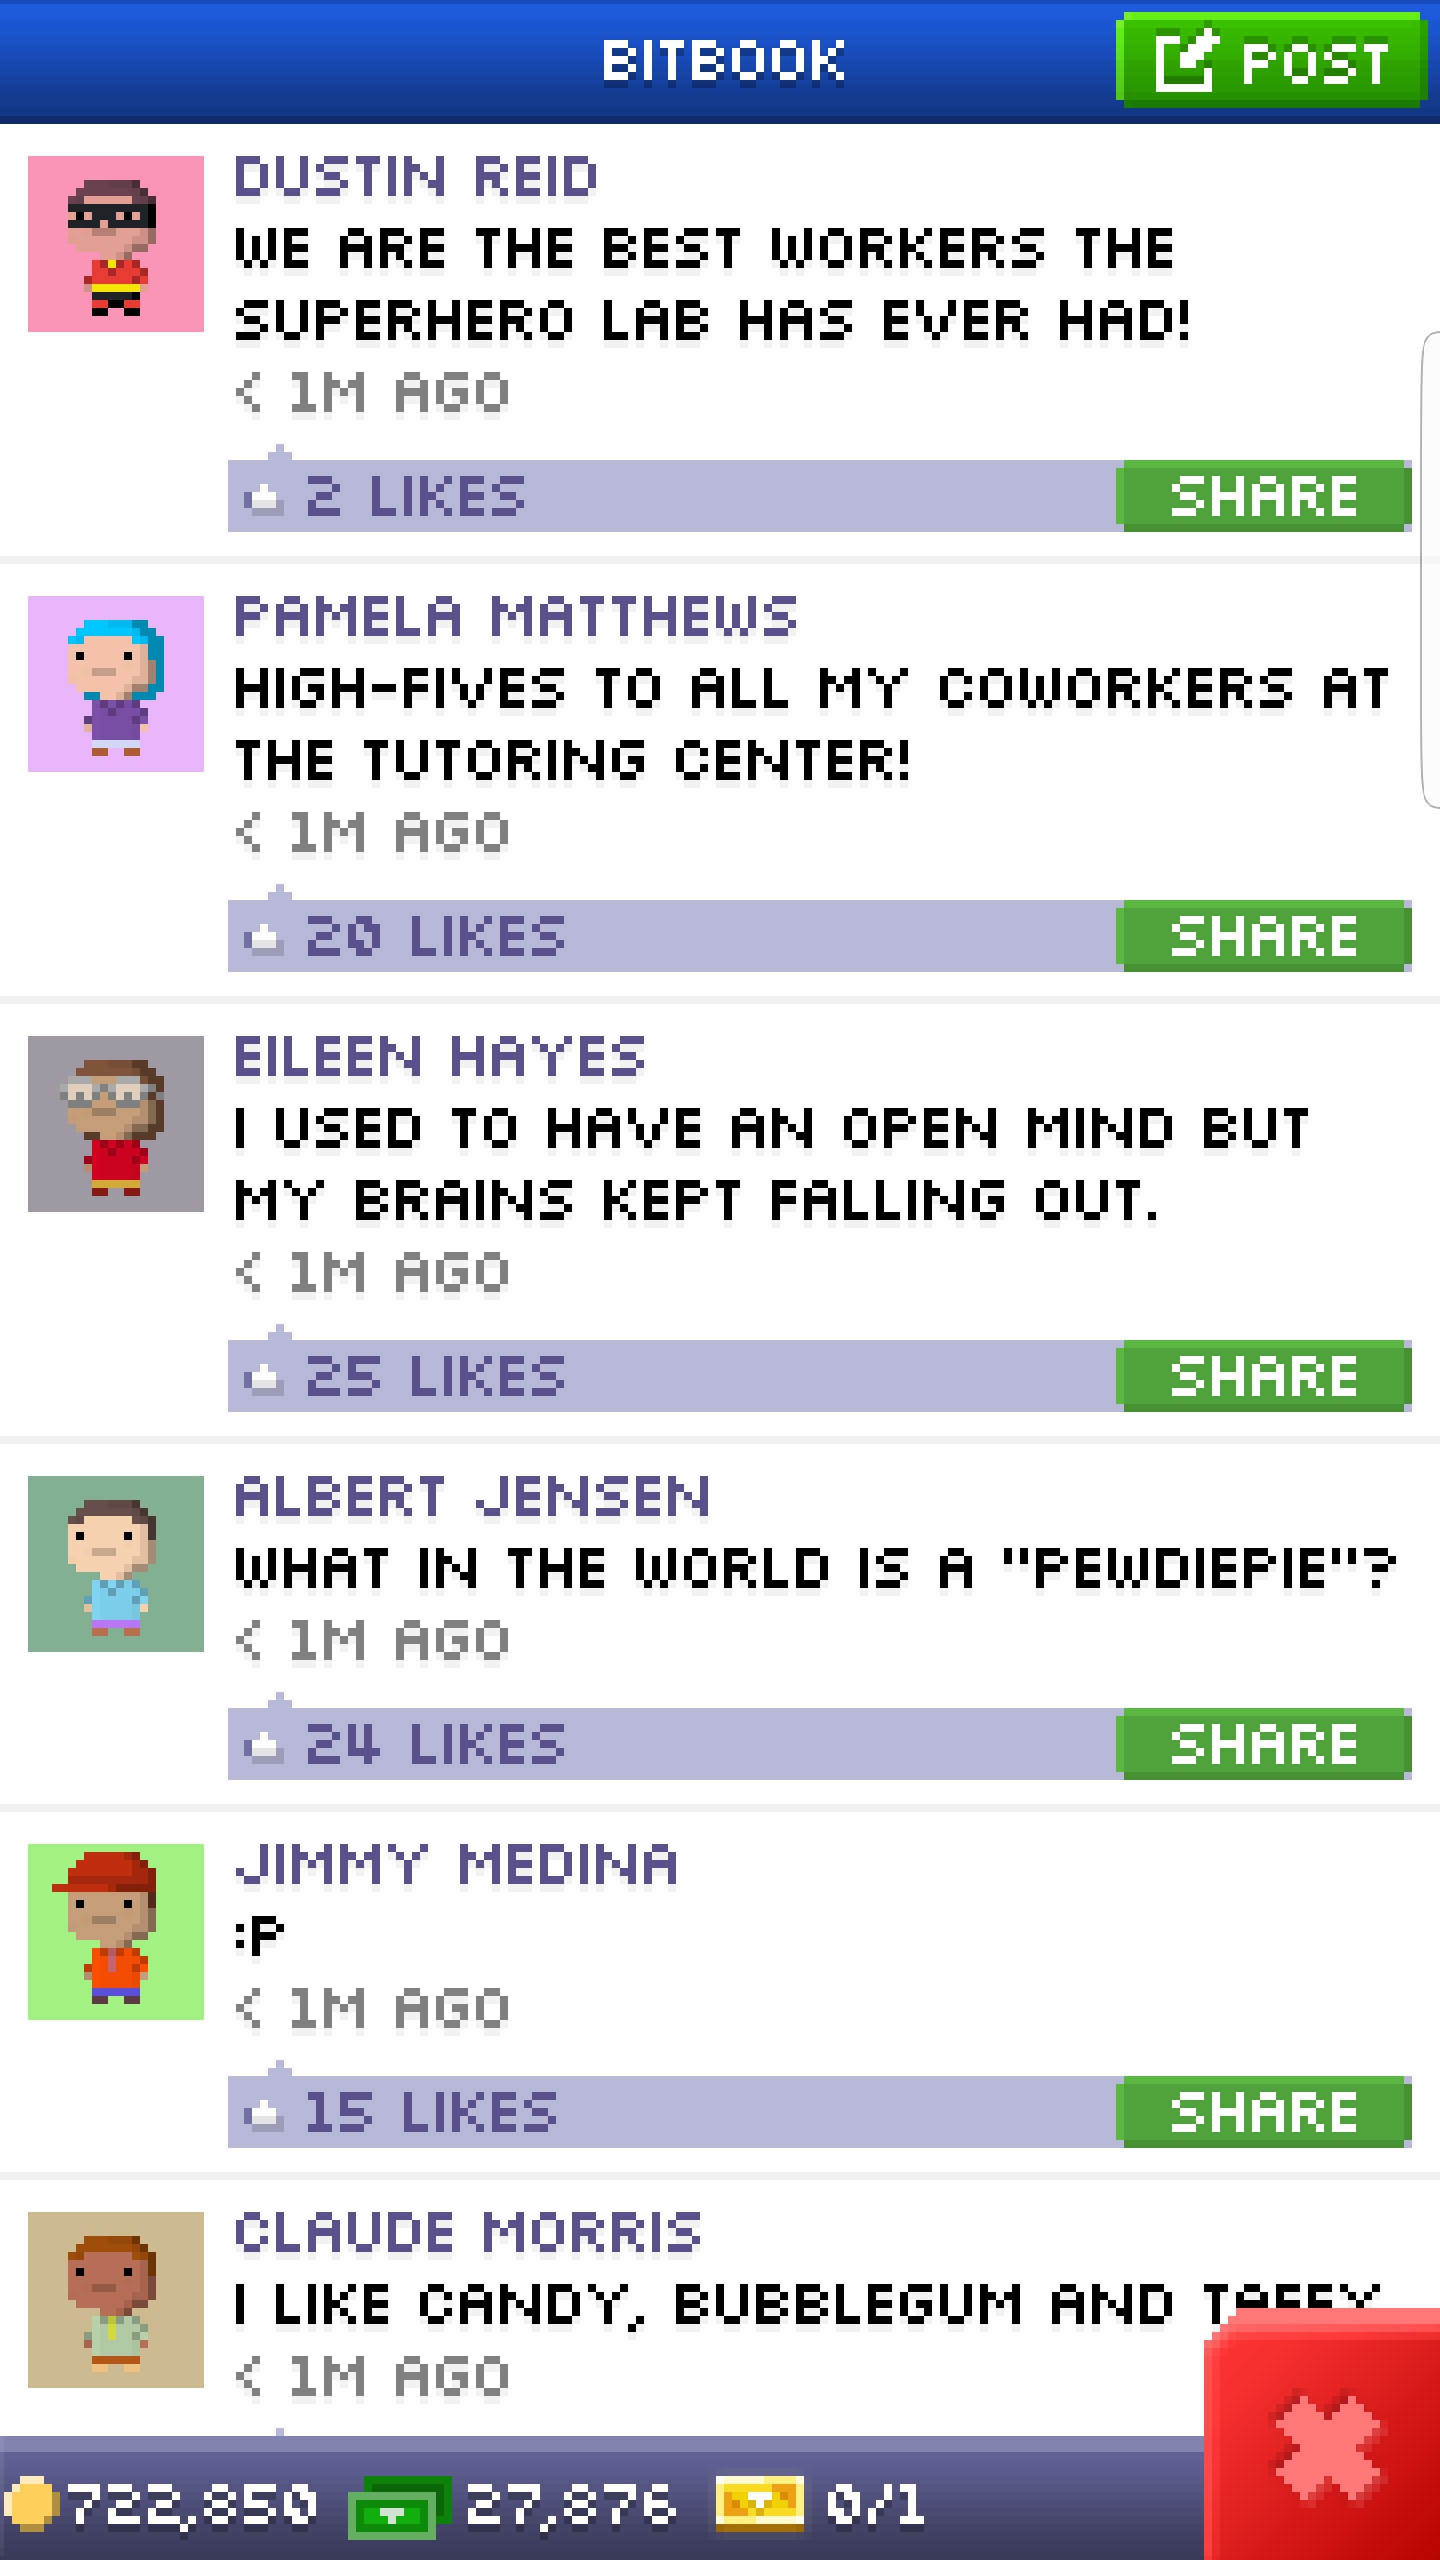 BITBOOK
POST
DUSTIN REID
WE ARE THE BEST WORKERS THE
SUPERHERO LAB HAS EVER HAD!
< 1M AGO
2 LIKES
SHARE
PAMELA MATTHEWS
HIGH-FIVES TO ALL MY COWORKERS AT
THE TUTORING CENTER!
< 1M AGO
20 LIKES
SHARE
EILEEN HAYES
I USED TO HAVE AN OPEN MIND BUT
MY BRAINS KEPT FALLING OUT.
< 1M AGO
25 LIKES
SHARE
ALBERT JENSEN
WHAT IN THE WORLD IS A "PEWDIEPIE"?
< 1M AGO
24 LIKES
SHARE
JIMMY MEDINA
:P
< 1M AGO
15 LIKES
SHARE
CLAUDE MORRIS
I LIKE CANDY, BUBBLEGUM AND TAFFY
< 1M AGO
722,850 27,876 0/1